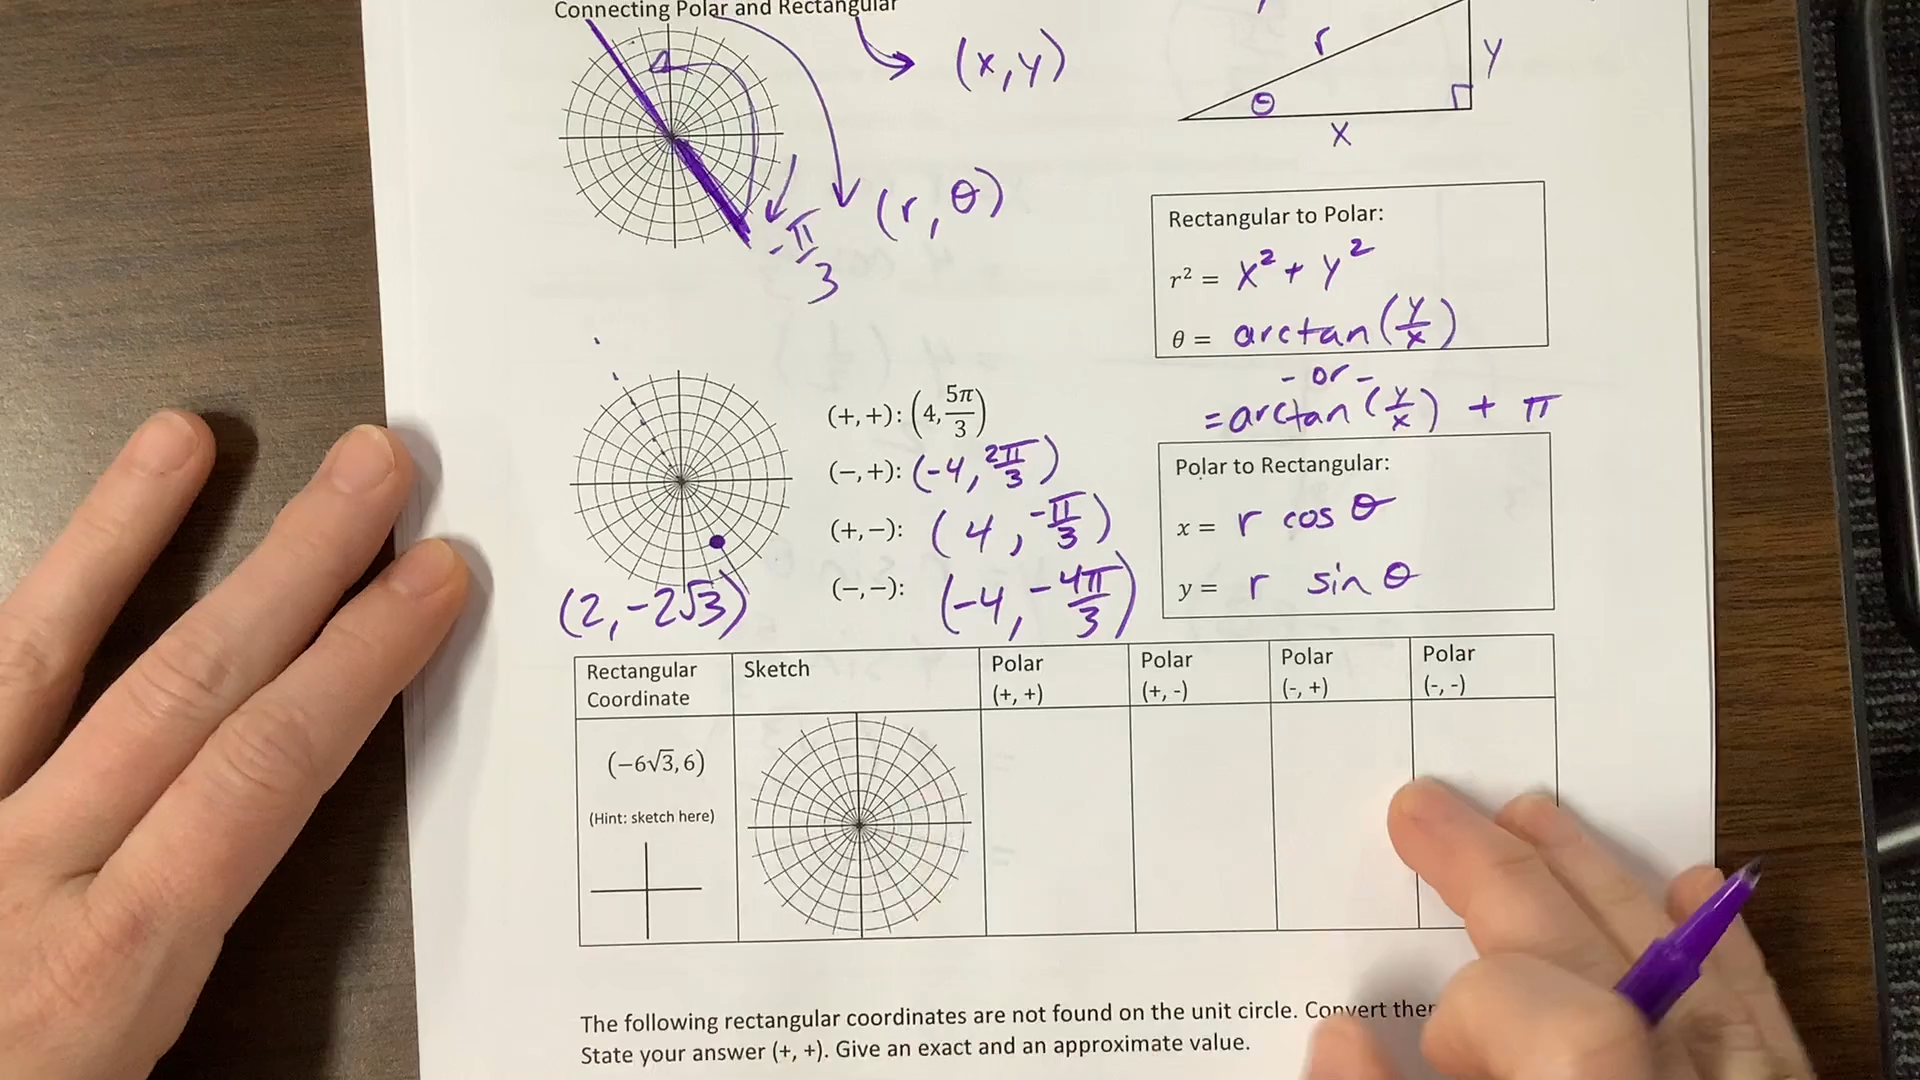 Connecting Polar and Rectangular
(x,y)
r
y
θ
x
(r, θ)
-π/3
Rectangular to Polar:
r² = x² + y²
θ = arctan(y/x)
- or -
= arctan(y/x) + π
(+,+): (4, 5π/3)
(−,+): (-4, 2π/3)
(+,−): (4, -π/3)
(−,−): (-4, -4π/3)
(2, -2√3)
Polar to Rectangular:
x = r cos θ
y = r sin θ
Rectangular Coordinate
Sketch
Polar (+, +)
Polar (+, -)
Polar (-, +)
Polar (-, -)
(−6√3, 6)
(Hint: sketch here)
The following rectangular coordinates are not found on the unit circle. Convert
State your answer (+, +). Give an exact and an approximate value.